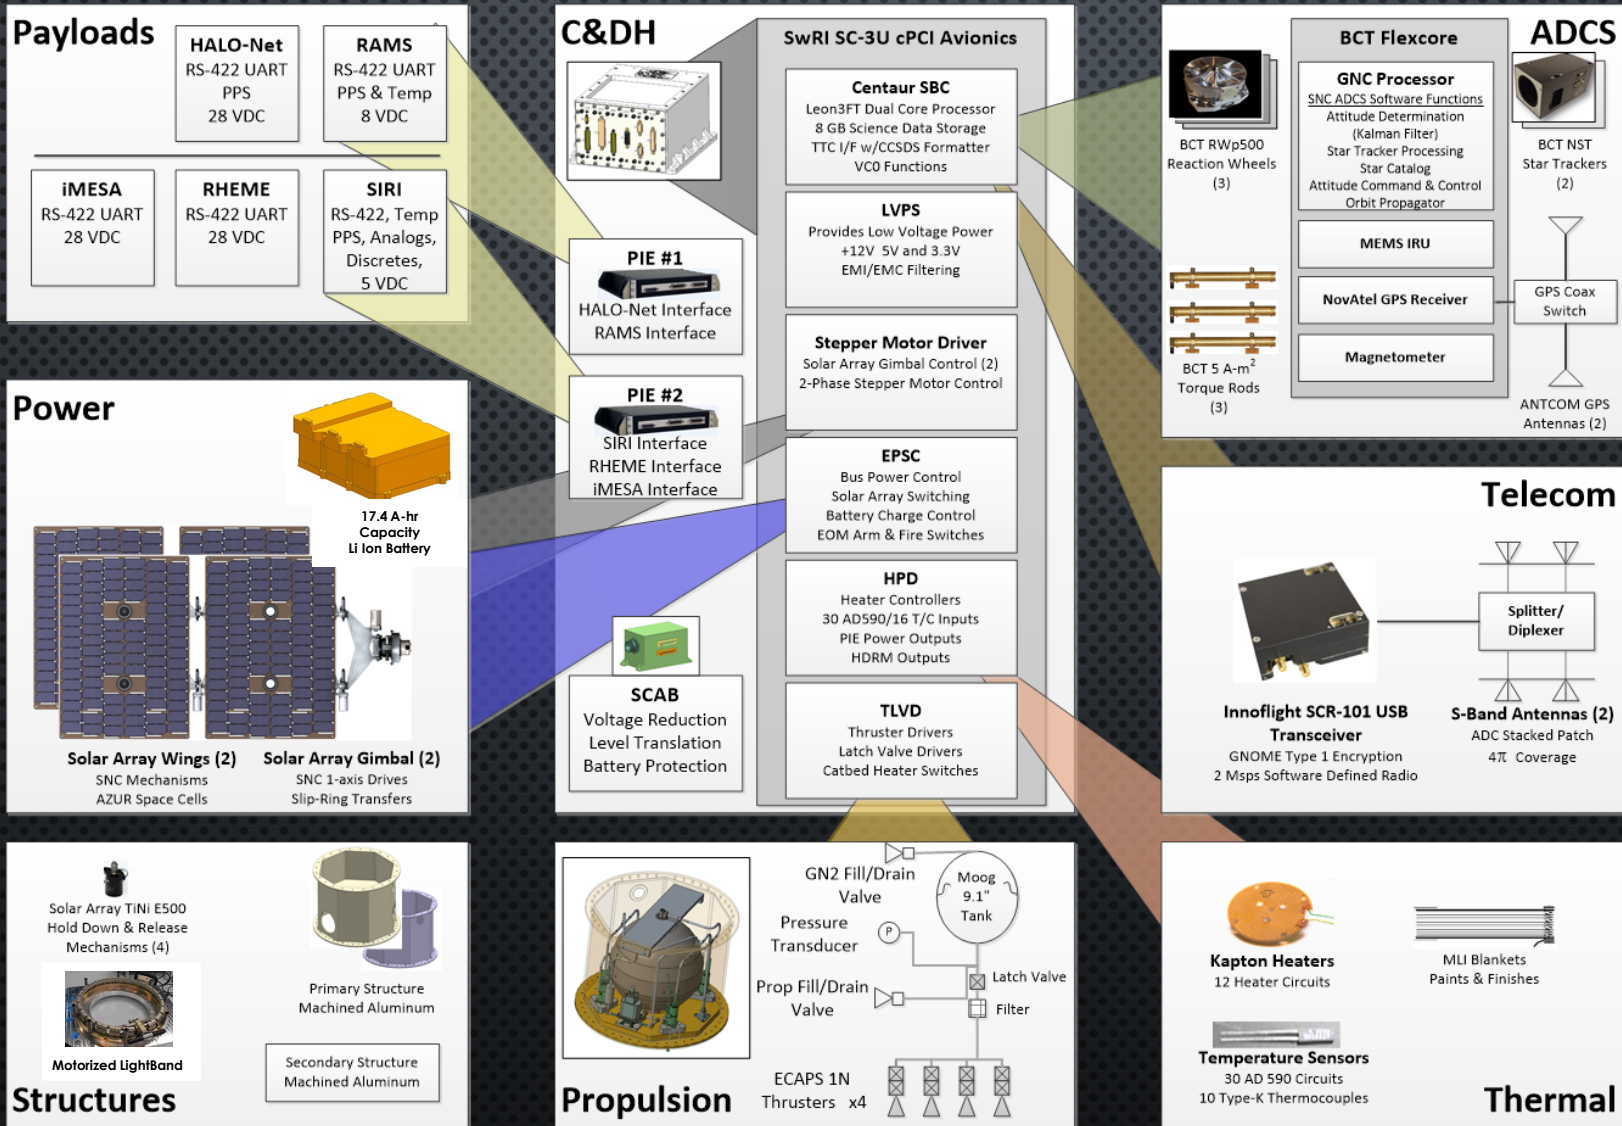 Payloads
HALO-Net
RS-422 UART
PPS
28 VDC
RAMS
RS-422 UART
PPS & Temp
8 VDC
iMESA
RS-422 UART
28 VDC
RHEME
RS-422 UART
28 VDC
SIRI
RS-422, Temp
PPS, Analogs,
Discretes,
5 VDC
Power
17.4 A-hr
Capacity
Li Ion Battery
Solar Array Wings (2)
SNC Mechanisms
AZUR Space Cells
Solar Array Gimbal (2)
SNC 1-axis Drives
Slip-Ring Transfers
Solar Array TiNi E500
Hold Down & Release
Mechanisms (4)
Motorized LightBand
Primary Structure
Machined Aluminum
Secondary Structure
Machined Aluminum
Structures
C&DH
PIE #1
HALO-Net Interface
RAMS Interface
PIE #2
SIRI Interface
RHEME Interface
iMESA Interface
SCAB
Voltage Reduction
Level Translation
Battery Protection
SwRI SC-3U cPCI Avionics
Centaur SBC
Leon3FT Dual Core Processor
8 GB Science Data Storage
TTC I/F w/CCSDS Formatter
VC0 Functions
LVPS
Provides Low Voltage Power
+12V 5V and 3.3V
EMI/EMC Filtering
Stepper Motor Driver
Solar Array Gimbal Control (2)
2-Phase Stepper Motor Control
EPSC
Bus Power Control
Solar Array Switching
Battery Charge Control
EOM Arm & Fire Switches
HPD
Heater Controllers
30 AD590/16 T/C Inputs
PIE Power Outputs
HDRM Outputs
TLVD
Thruster Drivers
Latch Valve Drivers
Catbed Heater Switches
GN2 Fill/Drain
Valve
Moog
9.1"
Tank
Pressure
Transducer
P
Latch Valve
Prop Fill/Drain
Valve
Filter
ECAPS 1N
Thrusters x4
Propulsion
ADCS
BCT RWp500
Reaction Wheels
(3)
BCT 5 A-m2
Torque Rods
(3)
BCT Flexcore
GNC Processor
SNC ADCS Software Functions
Attitude Determination
(Kalman Filter)
Star Tracker Processing
Star Catalog
Attitude Command & Control
Orbit Propagator
MEMS IRU
NovAtel GPS Receiver
Magnetometer
BCT NST
Star Trackers
(2)
GPS Coax
Switch
ANTCOM GPS
Antennas (2)
Telecom
Innoflight SCR-101 USB
Transceiver
GNOME Type 1 Encryption
2 Msps Software Defined Radio
Splitter/
Diplexer
S-Band Antennas (2)
ADC Stacked Patch
4π Coverage
Kapton Heaters
12 Heater Circuits
MLI Blankets
Paints & Finishes
Temperature Sensors
30 AD 590 Circuits
10 Type-K Thermocouples
Thermal